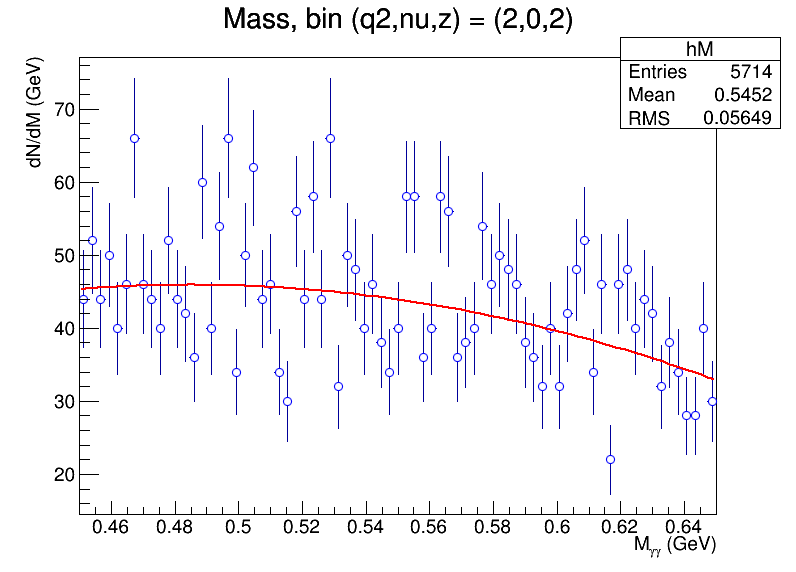 Mass, bin (q2,nu,z) = (2,0,2)
hM
Entries 5714
Mean 0.5452
RMS 0.05649
dN/dM (GeV)
70
60
50
40
30
20
0.46 0.48 0.5 0.52 0.54 0.56 0.58 0.6 0.62 0.64
M_γγ (GeV)